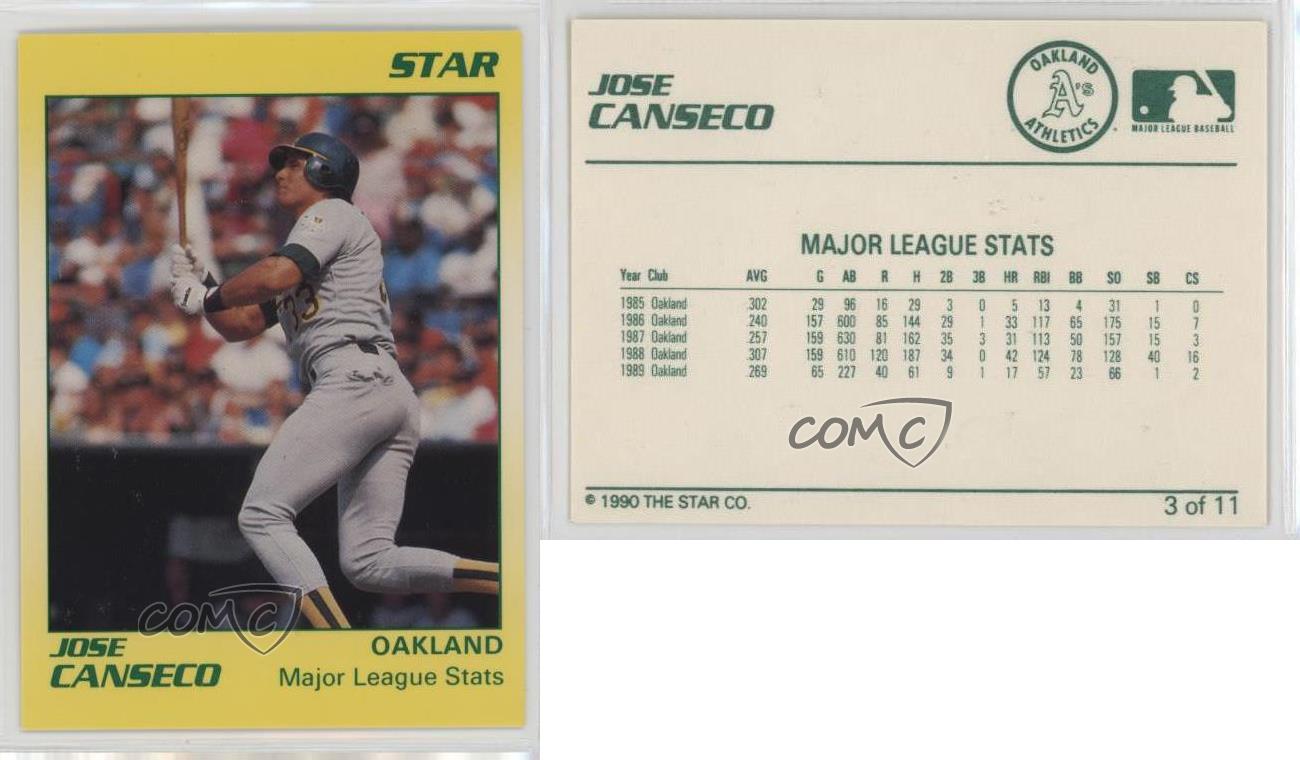 STAR
33
JOSE
CANSECO
OAKLAND
Major League Stats
COMC
JOSE
CANSECO
OAKLAND
A's
ATHLETICS
MAJOR LEAGUE BASEBALL
MAJOR LEAGUE STATS
Year Club AVG G AB R H 2B 3B HR RBI BB SO SB CS
1985 Oakland .302 29 96 16 29 3 0 5 13 4 31 1 0
1986 Oakland .240 157 600 85 144 29 1 33 117 65 175 15 7
1987 Oakland .257 159 630 81 162 35 3 31 113 50 157 15 3
1988 Oakland .307 159 610 120 187 34 0 42 124 78 128 40 16
1989 Oakland .269 65 227 40 61 9 1 17 57 23 66 1 2
COMC
© 1990 THE STAR CO.
3 of 11